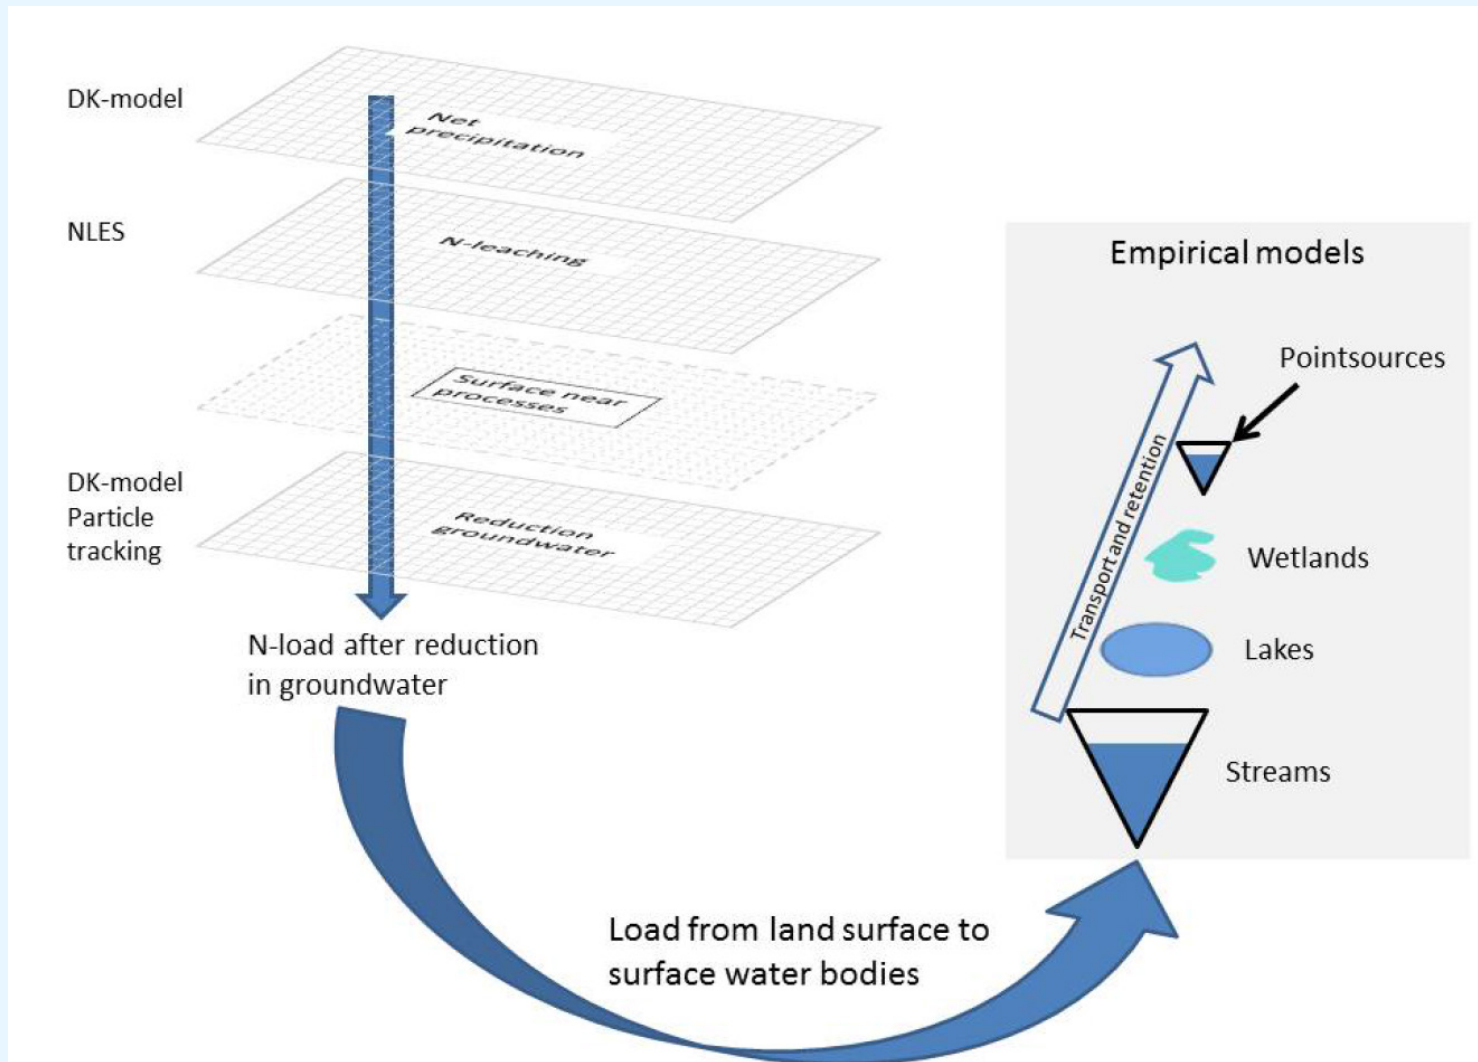 DK-model
Net
precipitation
NLES
N-leaching
Surface near
processes
DK-model
Particle
tracking
Reduction
groundwater
N-load after reduction
in groundwater
Load from land surface to
surface water bodies
Empirical models
Pointsources
Transport and retention
Wetlands
Lakes
Streams